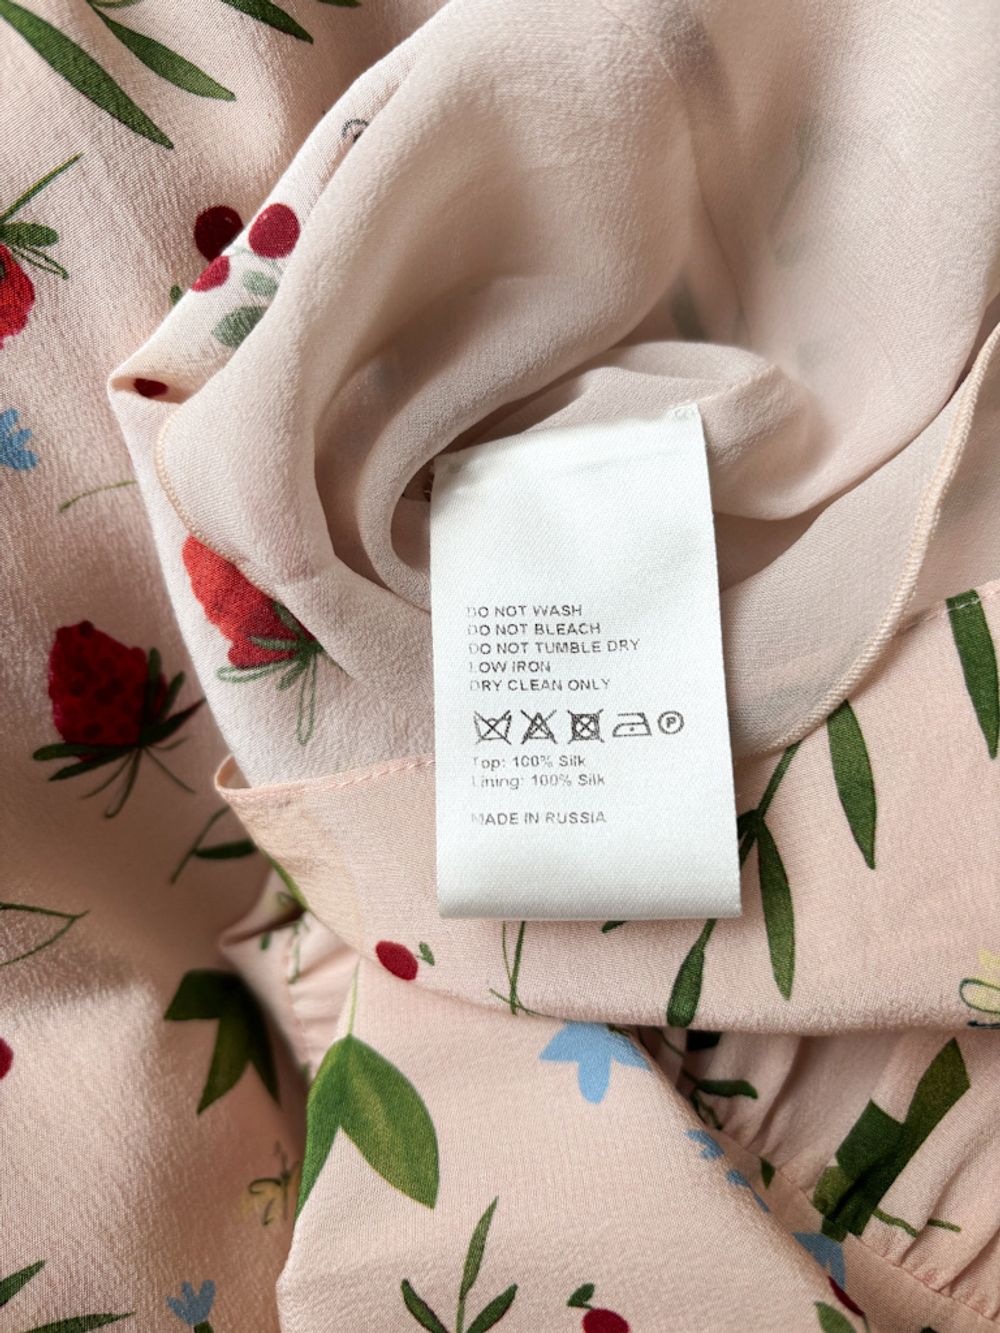 DO NOT WASH
DO NOT BLEACH
DO NOT TUMBLE DRY
LOW IRON
DRY CLEAN ONLY
P
Top: 100% Silk
Lining: 100% Silk
MADE IN RUSSIA